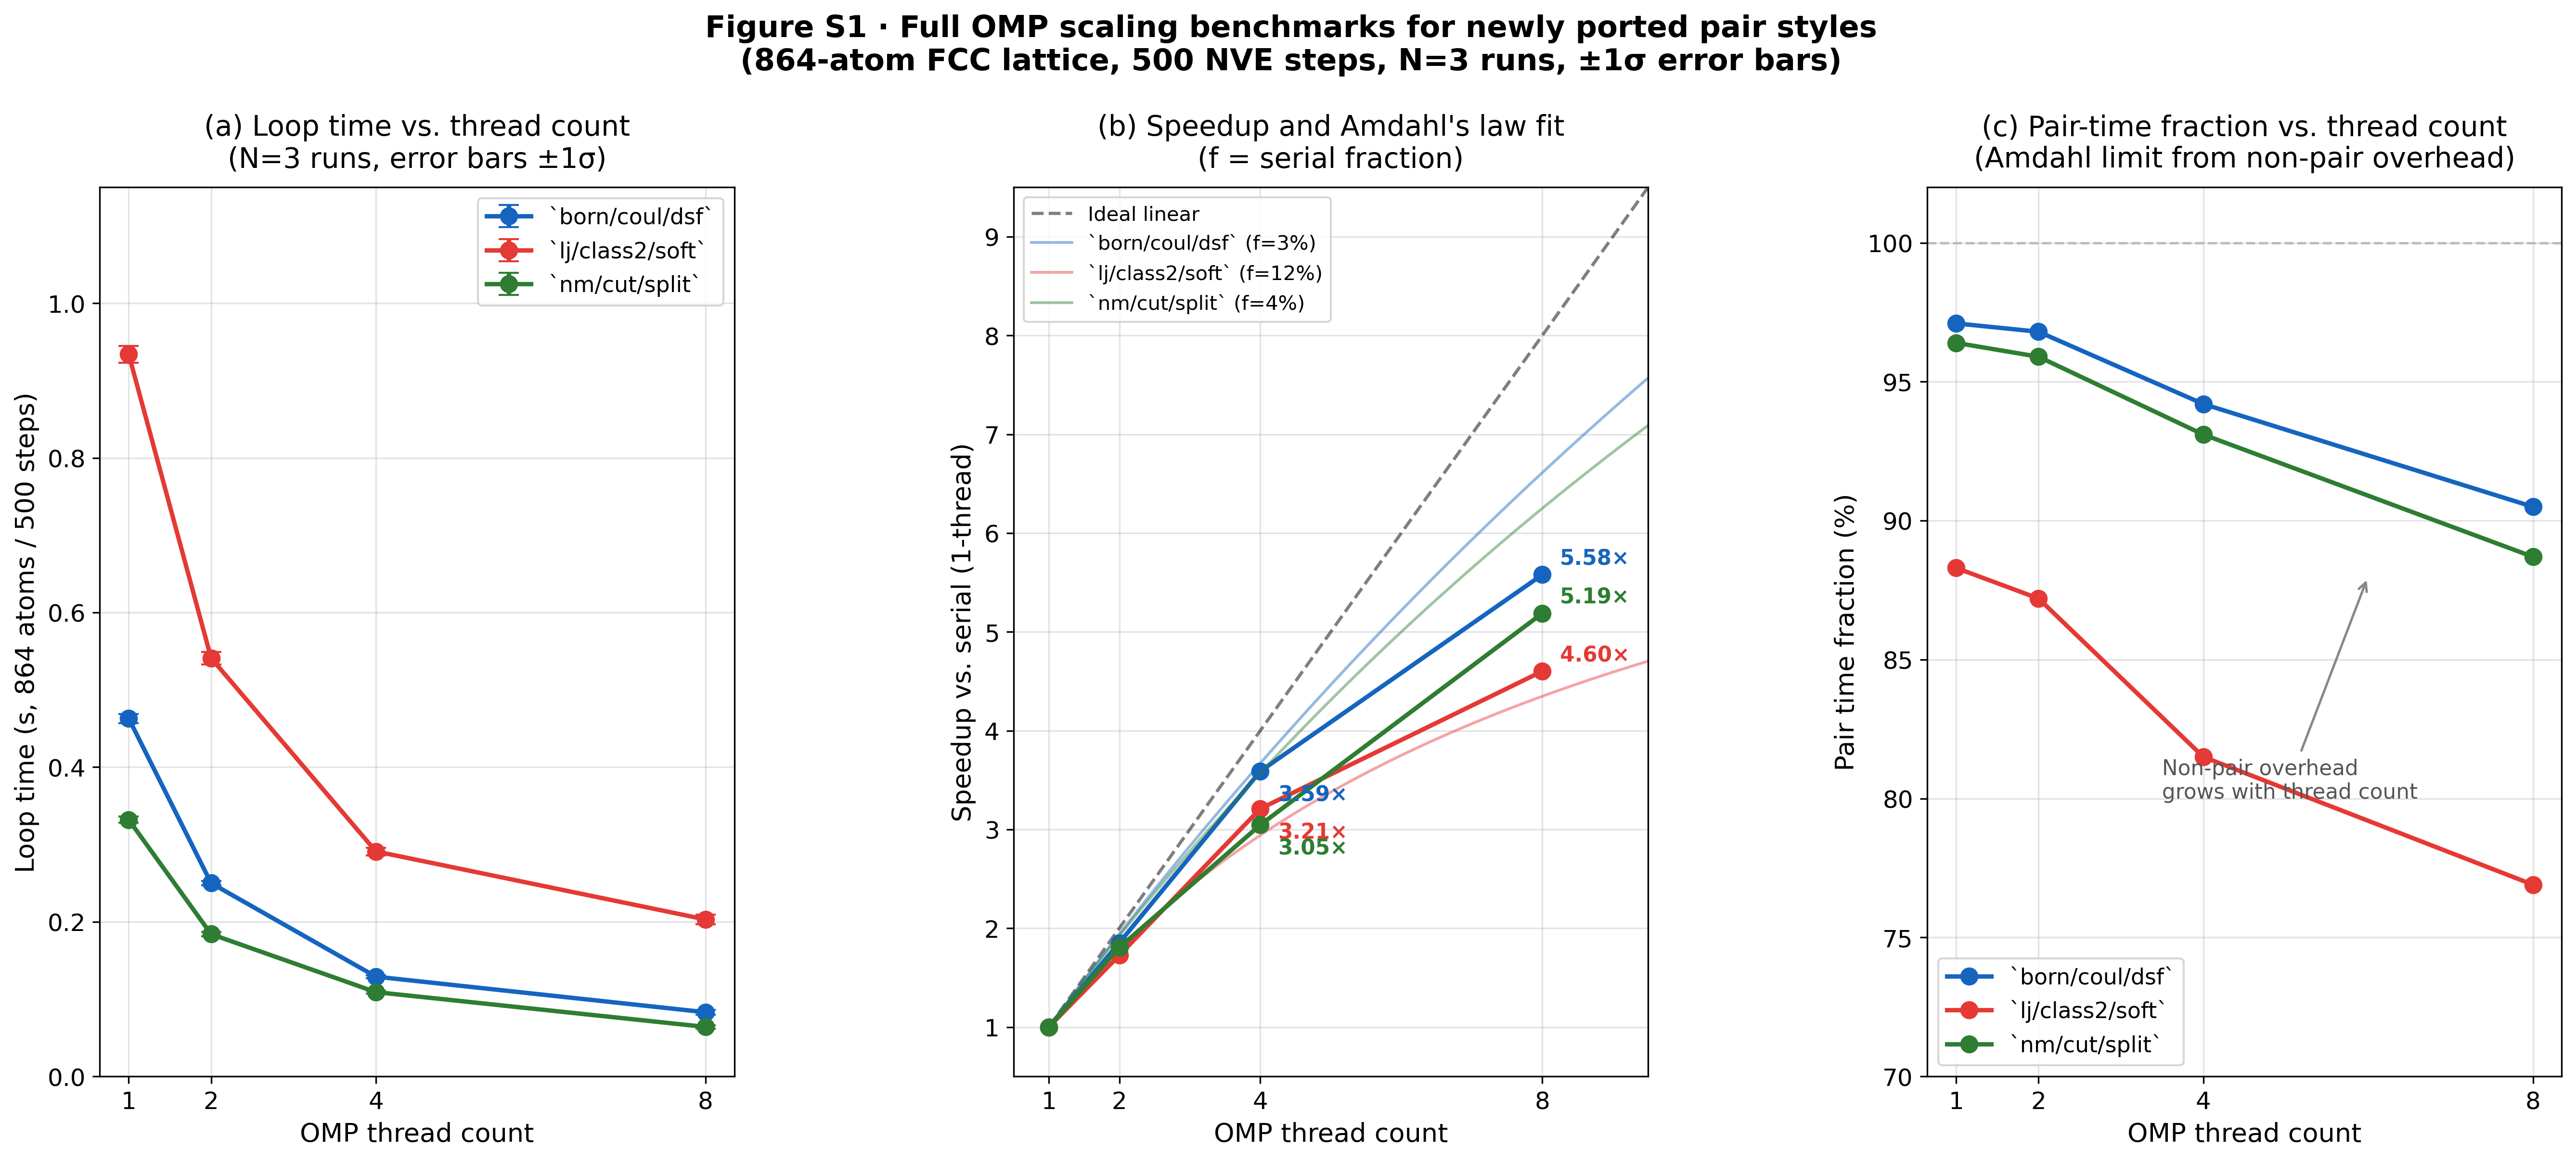 Figure S1 · Full OMP scaling benchmarks for newly ported pair styles
(864-atom FCC lattice, 500 NVE steps, N=3 runs, ±1σ error bars)
(a) Loop time vs. thread count
(N=3 runs, error bars ±1σ)
Loop time (s, 864 atoms / 500 steps)
1.0
0.8
0.6
0.4
0.2
0.0
`born/coul/dsf`
`lj/class2/soft`
`nm/cut/split`
1 2 4 8
OMP thread count
(b) Speedup and Amdahl's law fit
(f = serial fraction)
Speedup vs. serial (1-thread)
9
8
7
6
5
4
3
2
1
Ideal linear
`born/coul/dsf` (f=3%)
`lj/class2/soft` (f=12%)
`nm/cut/split` (f=4%)
5.58×
5.19×
4.60×
3.59×
3.21×
3.05×
1 2 4 8
OMP thread count
(c) Pair-time fraction vs. thread count
(Amdahl limit from non-pair overhead)
Pair time fraction (%)
100
95
90
85
80
75
70
Non-pair overhead
grows with thread count
`born/coul/dsf`
`lj/class2/soft`
`nm/cut/split`
1 2 4 8
OMP thread count